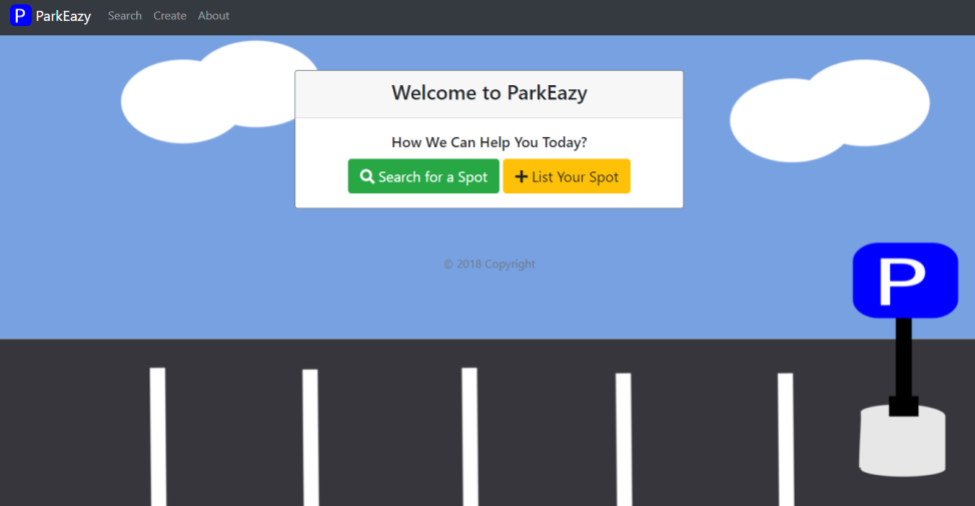 P ParkEazy Search Create About
Welcome to ParkEazy
How We Can Help You Today?
Search for a Spot
List Your Spot
© 2018 Copyright
P